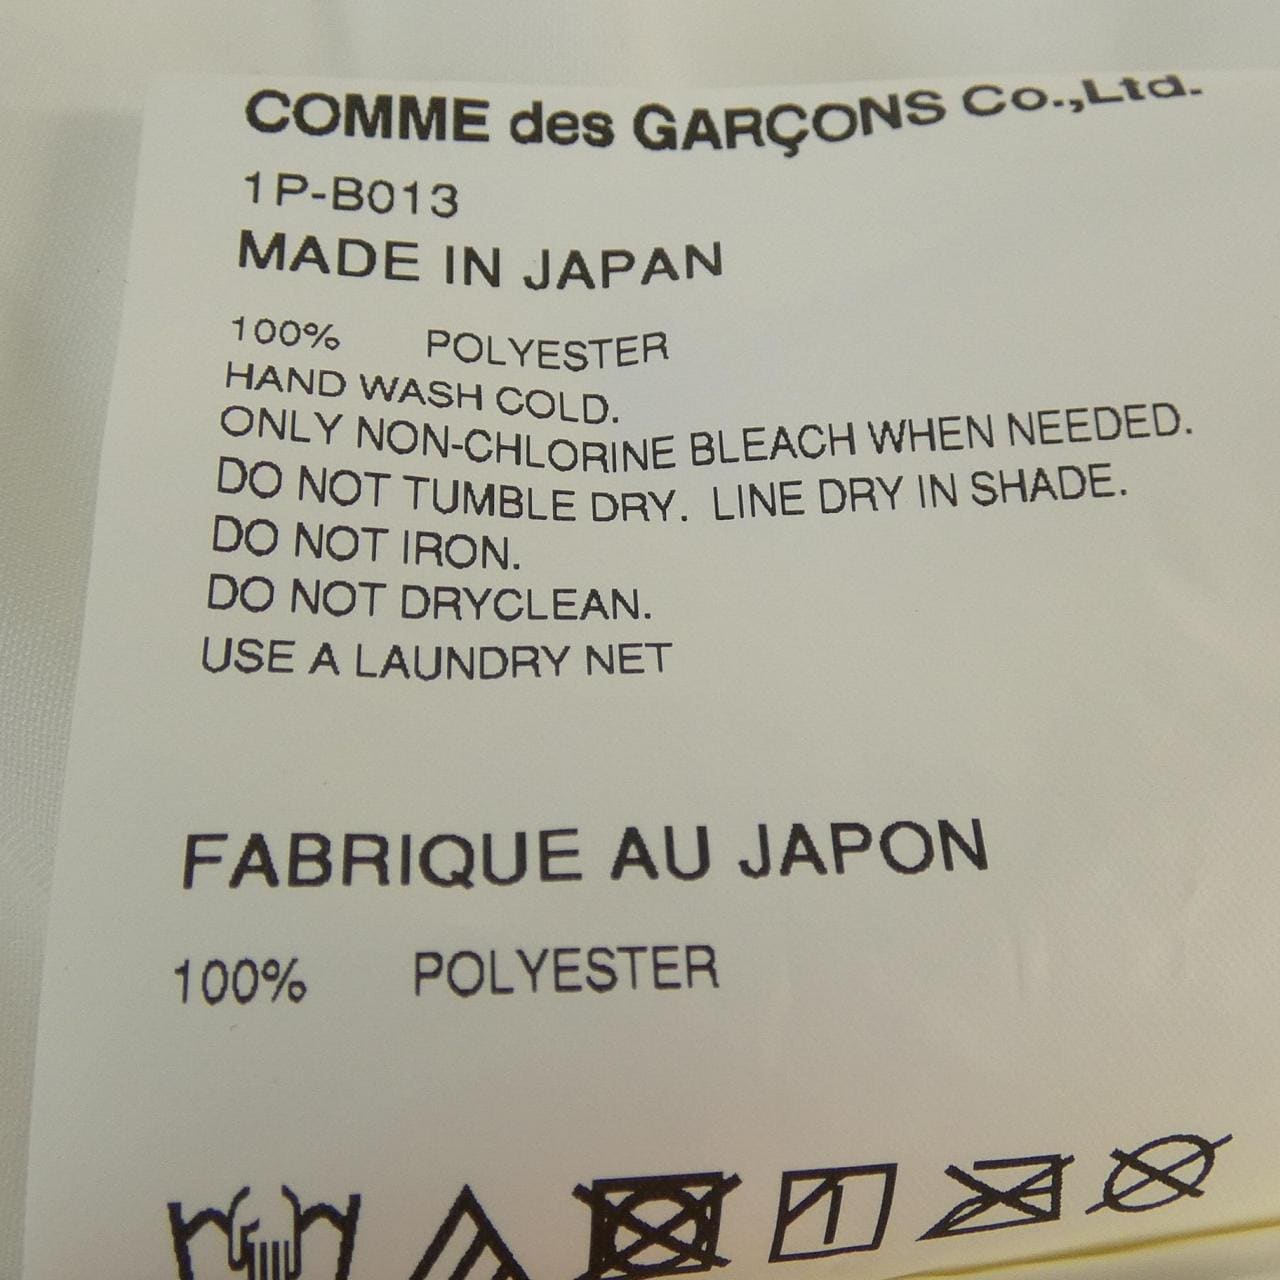 COMME des GARÇONS Co.,Ltd.
1P-B013
MADE IN JAPAN
100% POLYESTER
HAND WASH COLD.
ONLY NON-CHLORINE BLEACH WHEN NEEDED.
DO NOT TUMBLE DRY. LINE DRY IN SHADE.
DO NOT IRON.
DO NOT DRYCLEAN.
USE A LAUNDRY NET
FABRIQUE AU JAPON
100% POLYESTER